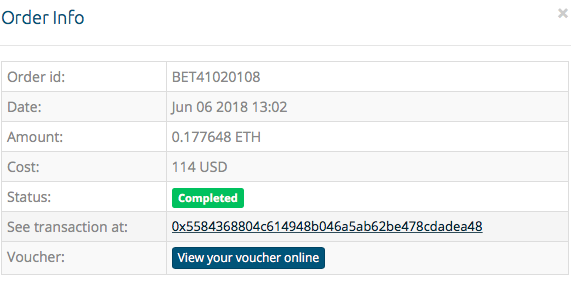 Order Info
×
Order id: BET41020108
Date: Jun 06 2018 13:02
Amount: 0.177648 ETH
Cost: 114 USD
Status: Completed
See transaction at: 0x5584368804c614948b046a5ab62be478cdadea48
Voucher: View your voucher online